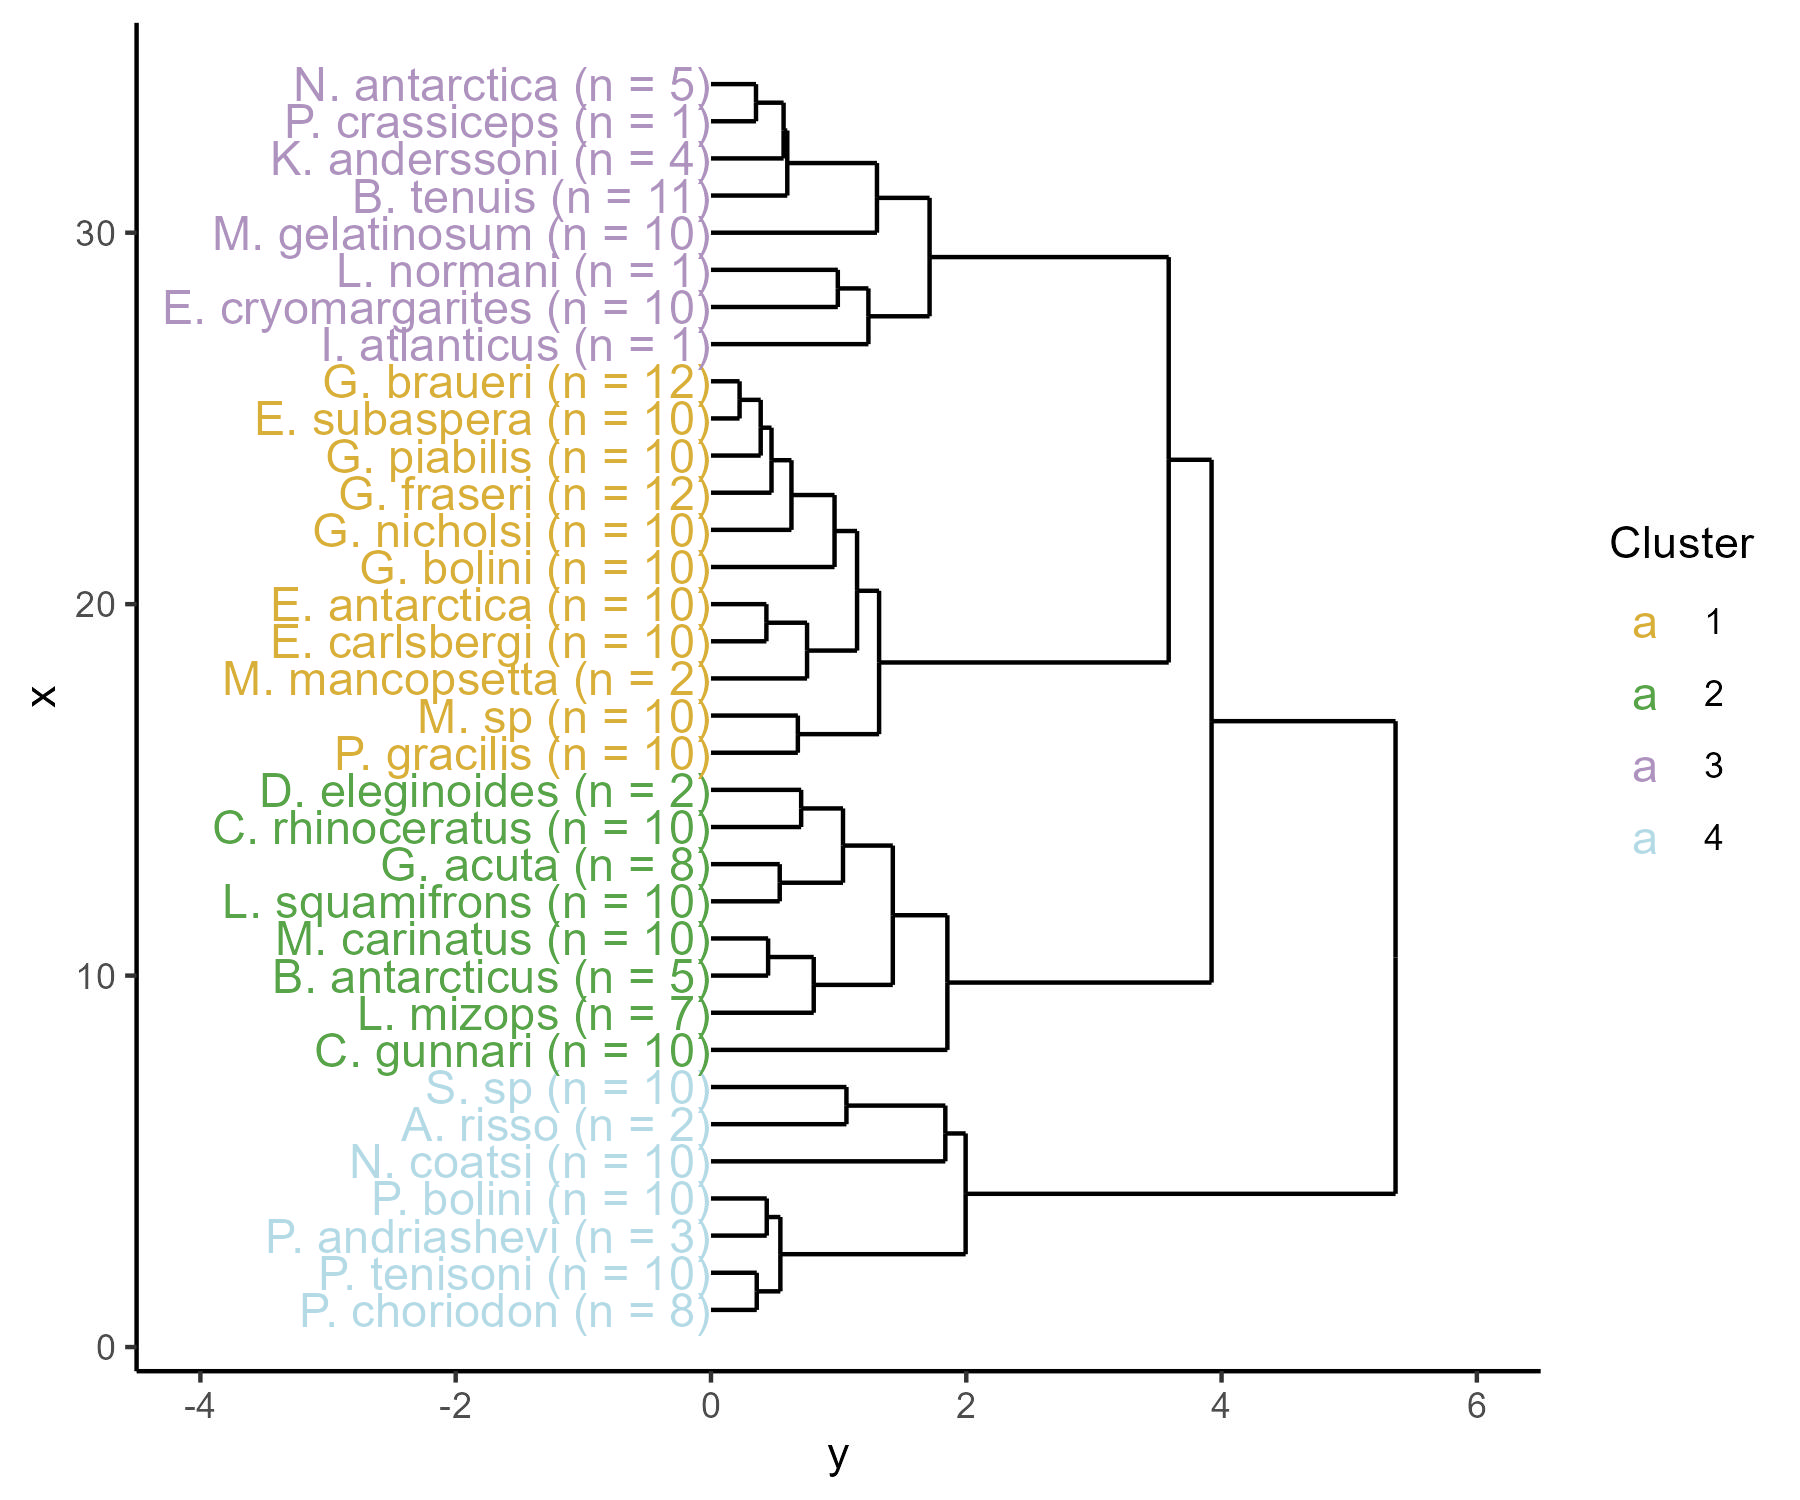 N. antarctica (n = 5)
P. crassiceps (n = 1)
K. anderssoni (n = 4)
B. tenuis (n = 11)
30
M. gelatinosum (n = 10)
L. normani (n = 1)
E. cryomargarites (n = 10)
I. atlanticus (n = 1)
G. braueri (n = 12)
E. subaspera (n = 10)
G. piabilis (n = 10)
G. fraseri (n = 12)
G. nicholsi (n = 10)
G. bolini (n = 10)
20
E. antarctica (n = 10)
E. carlsbergi (n = 10)
M. mancopsetta (n = 2)
x
M. sp (n = 10)
P. gracilis (n = 10)
D. eleginoides (n = 2)
C. rhinoceratus (n = 10)
G. acuta (n = 8)
L. squamifrons (n = 10)
M. carinatus (n = 10)
10
B. antarcticus (n = 5)
L. mizops (n = 7)
C. gunnari (n = 10)
S. sp (n = 10)
A. risso (n = 2)
N. coatsi (n = 10)
P. bolini (n = 10)
P. andriashevi (n = 3)
P. tenisoni (n = 10)
P. choriodon (n = 8)
0
-4 -2 0 2 4 6
y
Cluster
a 1
a 2
a 3
a 4